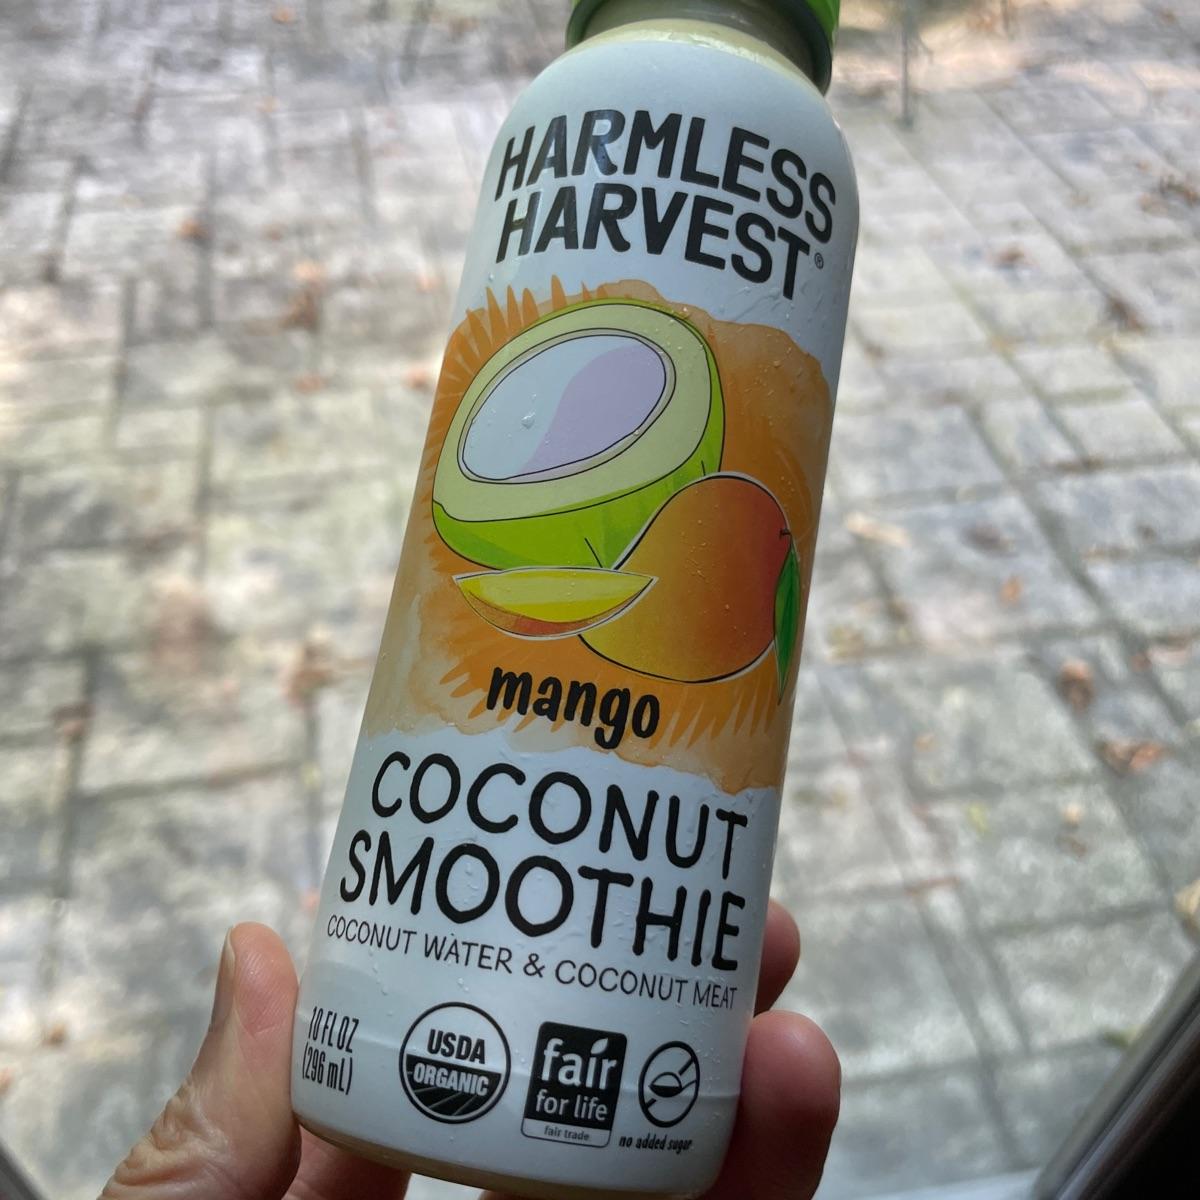 HARMLESS
HARVEST®
mango
COCONUT
SMOOTHIE
COCONUT WATER & COCONUT MEAT
10 FL OZ
(296 mL)
USDA
ORGANIC
fair
for life
fair trade
no added sugar